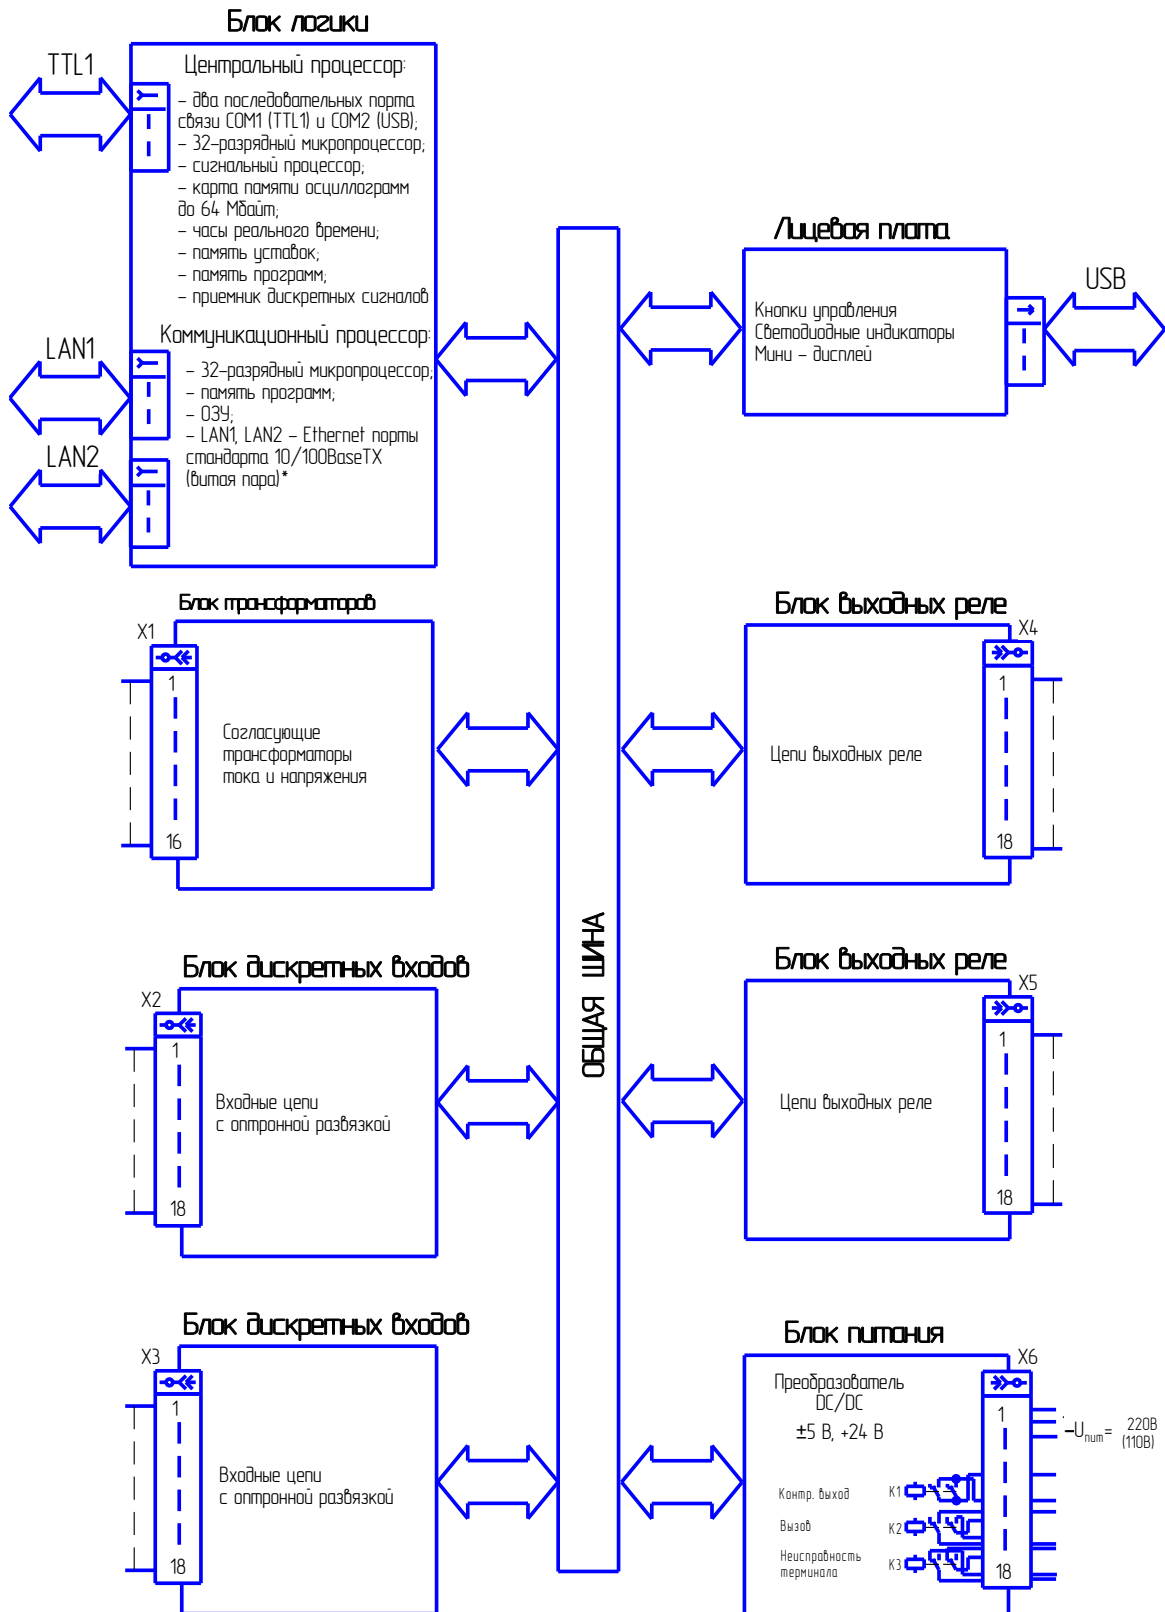 Блок логики
TTL1
Центральный процессор:
– два последовательных порта
связи COM1 (TTL1) и COM2 (USB);
– 32–разрядный микропроцессор;
– сигнальный процессор;
– карта памяти осциллограмм
до 64 Мбайт;
– часы реального времени;
– память уставок;
– память программ;
– приемник дискретных сигналов
LAN1
Коммуникационный процессор:
– 32–разрядный микропроцессор;
– память программ;
– ОЗУ;
– LAN1, LAN2 – Ethernet порты
стандарта 10/100BaseTX
(витая пара)*
LAN2
Лицевая плата
USB
Кнопки управления
Светодиодные индикаторы
Мини – дисплей
ОБЩАЯ ШИНА
Блок трансформаторов
X1
1
16
Согласующие
трансформаторы
тока и напряжения
Блок выходных реле
X4
1
18
Цепи выходных реле
Блок дискретных входов
X2
1
18
Входные цепи
с оптронной развязкой
Блок выходных реле
X5
1
18
Цепи выходных реле
Блок дискретных входов
X3
1
18
Входные цепи
с оптронной развязкой
Блок питания
X6
Преобразователь
DC/DC
±5 В, +24 В
1
18
–Uпит= 220В
(110В)
Контр. выход K1
Вызов K2
Неисправность
терминала K3